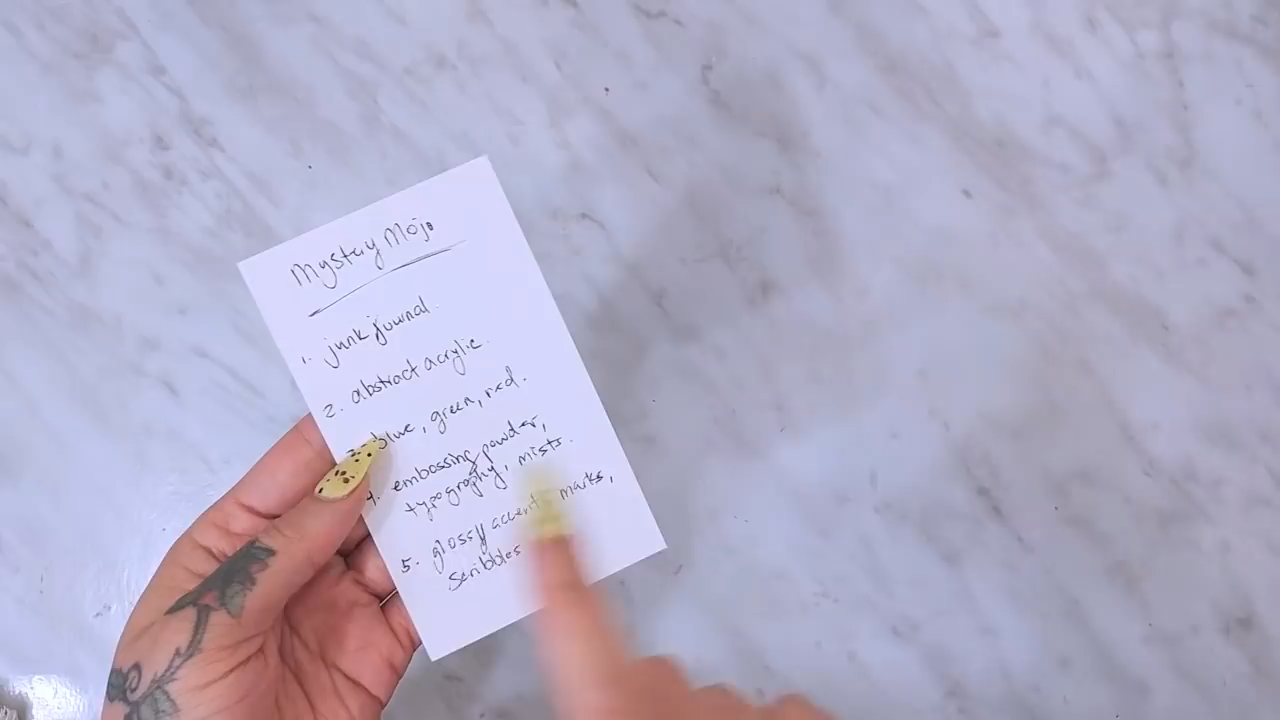 Mystery Mojo
1. junk journal.
2. abstract acrylic.
blue, green, red.
4. embossing powder,
typography, mists.
5. glossy accents, marks,
scribbles